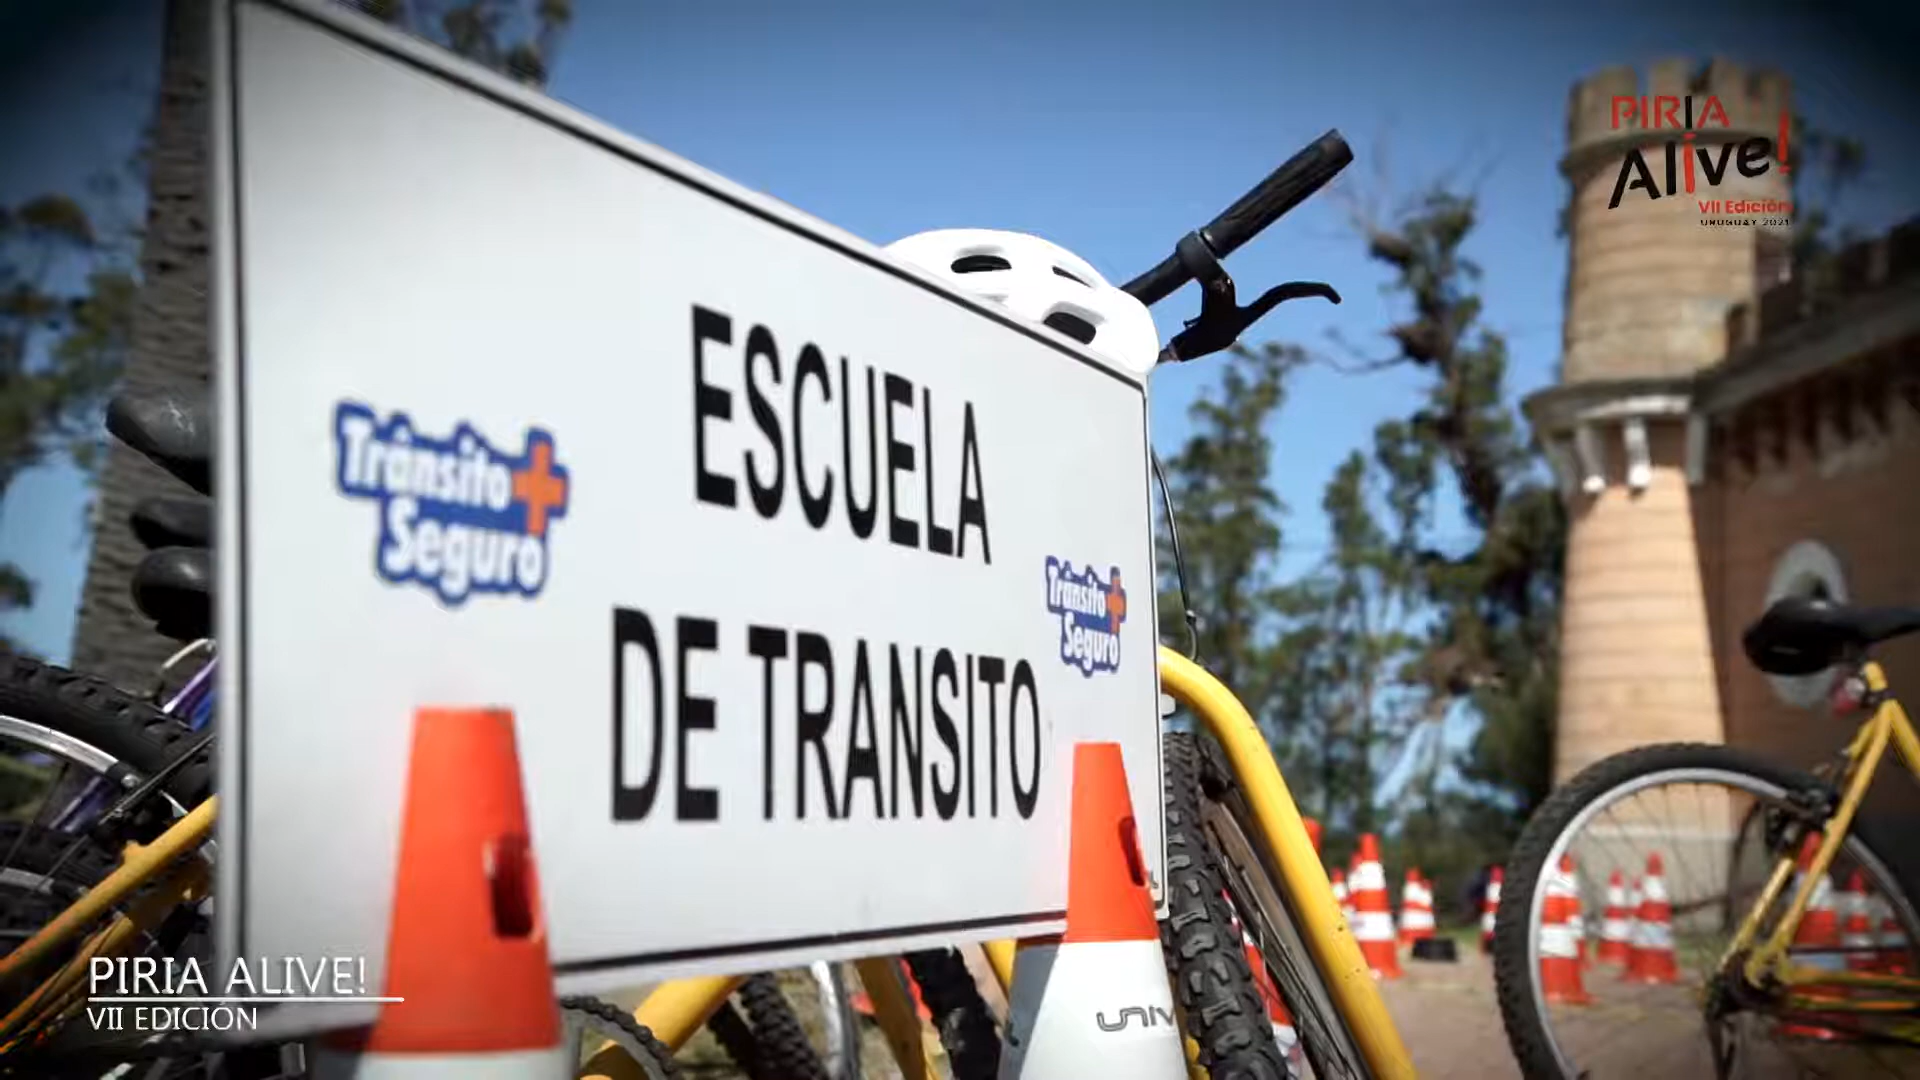 PIRIA
Alive!
VII Edición
URUGUAY 2021
ESCUELA
DE TRANSITO
Tránsito
Seguro
Tránsito
Seguro
PIRIA ALIVE!
VII EDICIÓN